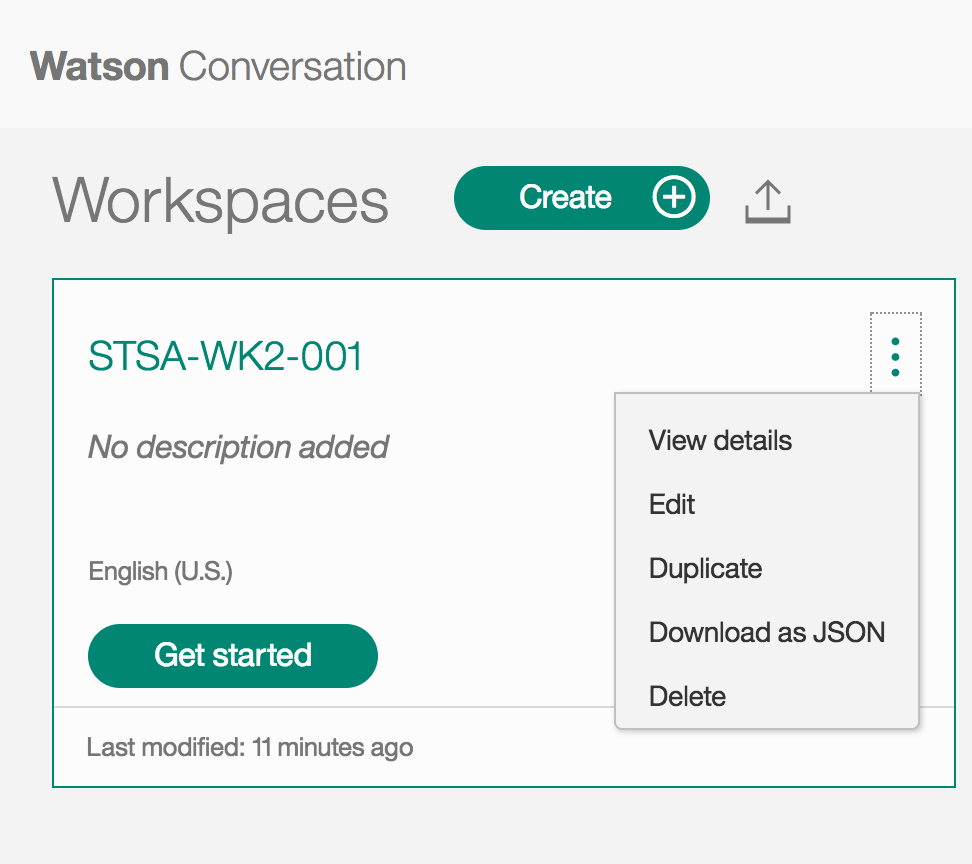 Watson Conversation
Workspaces
Create
STSA-WK2-001
No description added
English (U.S.)
Get started
Last modified: 11 minutes ago
View details
Edit
Duplicate
Download as JSON
Delete